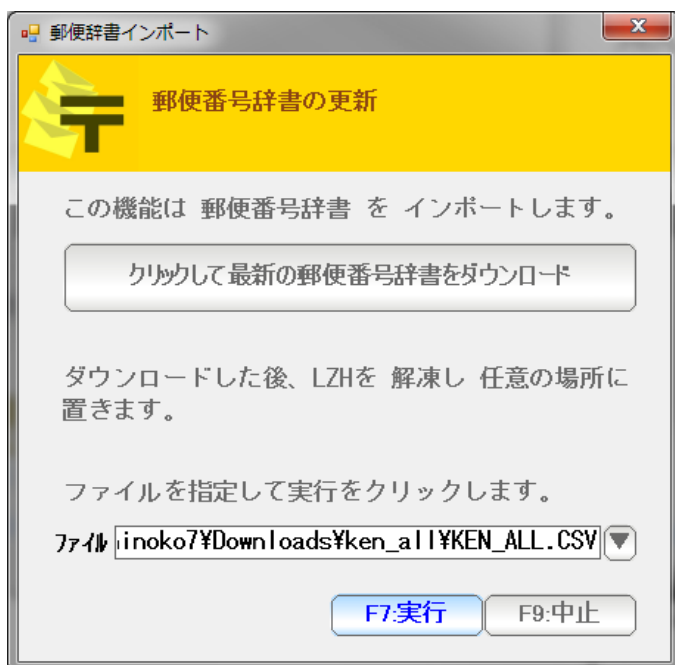 郵便辞書インポート
郵便番号辞書の更新
この機能は 郵便番号辞書 を インポートします。
クリックして最新の郵便番号辞書をダウンロード
ダウンロードした後、LZHを 解凍し 任意の場所に
置きます。
ファイルを指定して実行をクリックします。
ファイル inoko7¥Downloads¥ken_all¥KEN_ALL.CSV
F7:実行 F9:中止